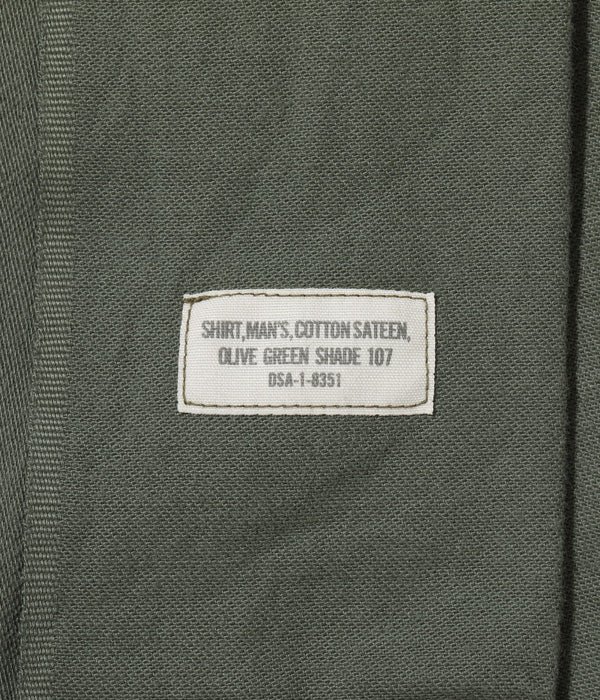 SHIRT, MAN'S, COTTON SATEEN,
OLIVE GREEN SHADE 107
DSA-1-8351